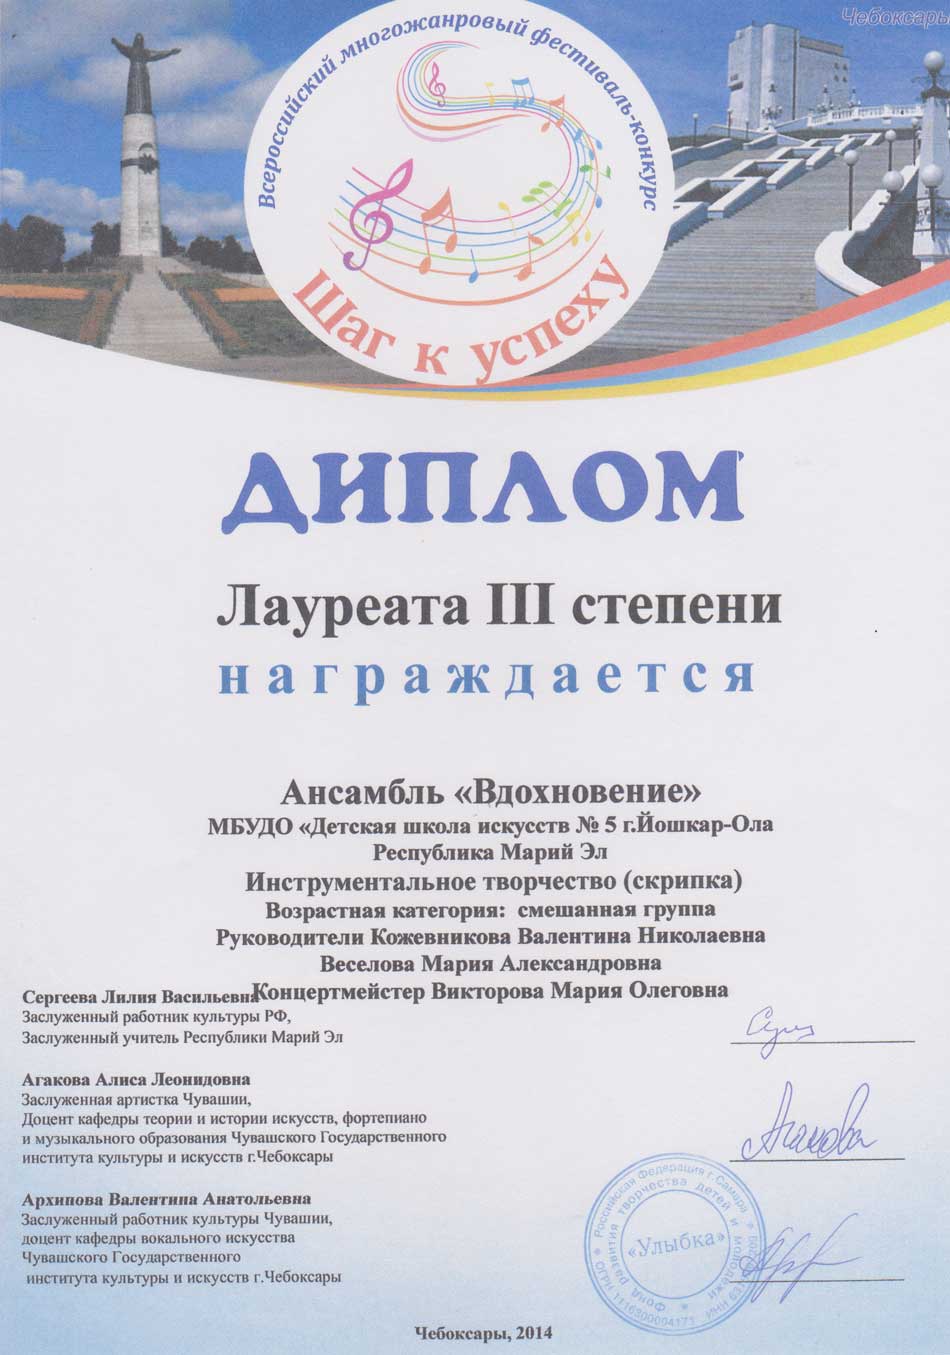 Чебоксары
Всероссийский многожанровый фестиваль-конкурс
Шаг к успеху
ДИПЛОМ
Лауреата III степени
награждается
Ансамбль «Вдохновение»
МБУДО «Детская школа искусств № 5 г.Йошкар-Ола
Республика Марий Эл
Инструментальное творчество (скрипка)
Возрастная категория: смешанная группа
Руководители Кожевникова Валентина Николаевна
Веселова Мария Александровна
Концертмейстер Викторова Мария Олеговна
Сергеева Лилия Васильевна
Заслуженный работник культуры РФ,
Заслуженный учитель Республики Марий Эл
Агакова Алиса Леонидовна
Заслуженная артистка Чувашии,
Доцент кафедры теории и истории искусств, фортепиано
и музыкального образования Чувашского Государственного
института культуры и искусств г.Чебоксары
Агакова
Архипова Валентина Анатольевна
Заслуженный работник культуры Чувашии,
доцент кафедры вокального искусства
Чувашского Государственного
института культуры и искусств г.Чебоксары
Российская Федерация г. Самара
Фонд развития творчества детей и молодежи
«Улыбка»
Чебоксары, 2014